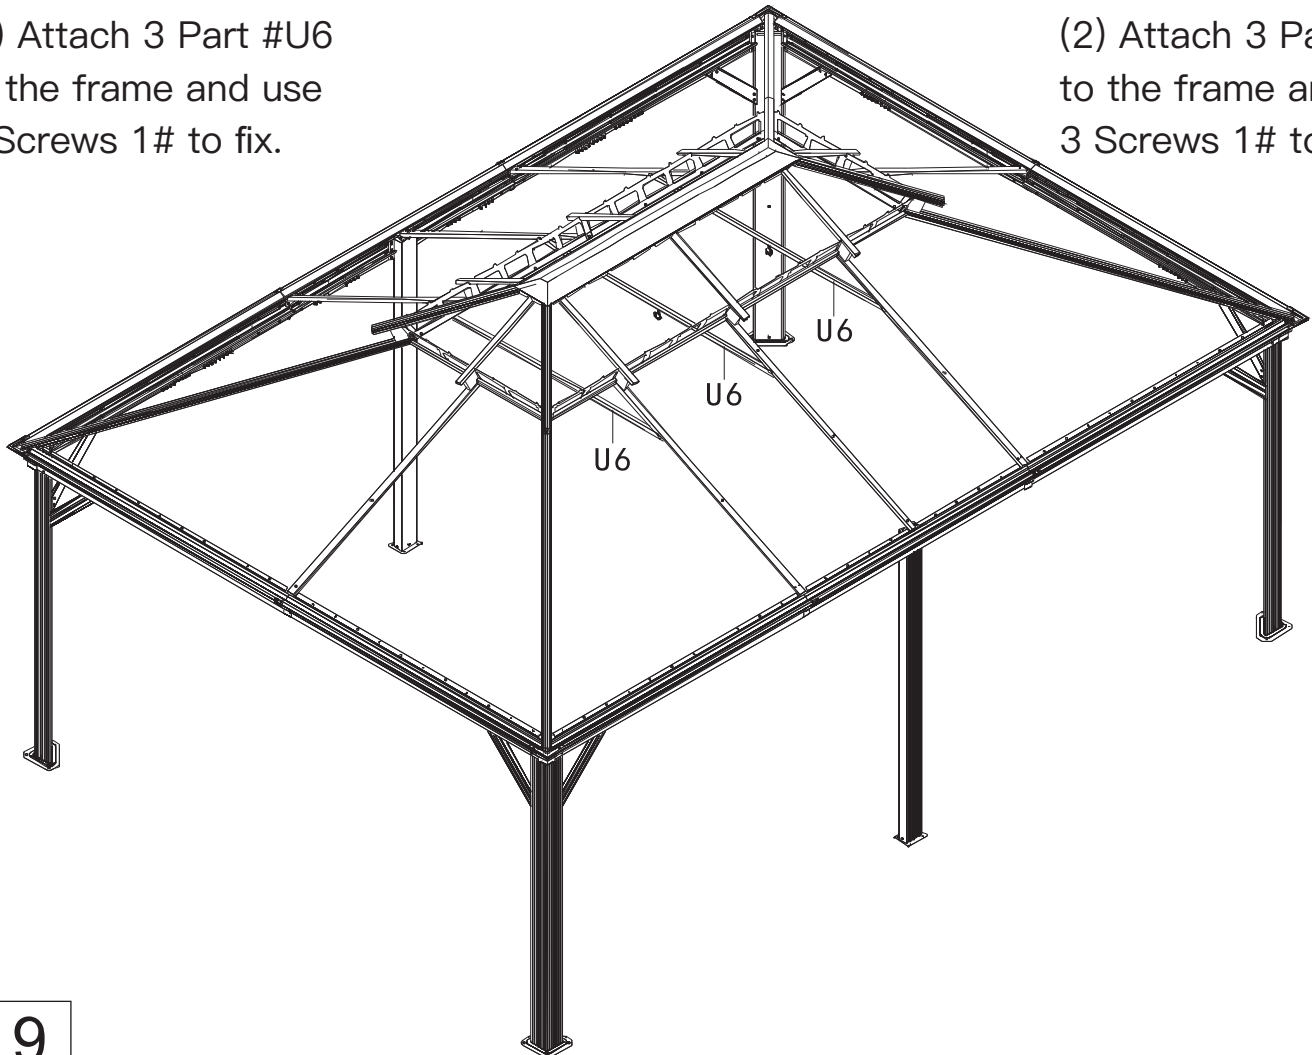 ) Attach 3 Part #U6
the frame and use
Screws 1# to fix.
(2) Attach 3 Pa
to the frame a
3 Screws 1# to
U6
U6
U6
9